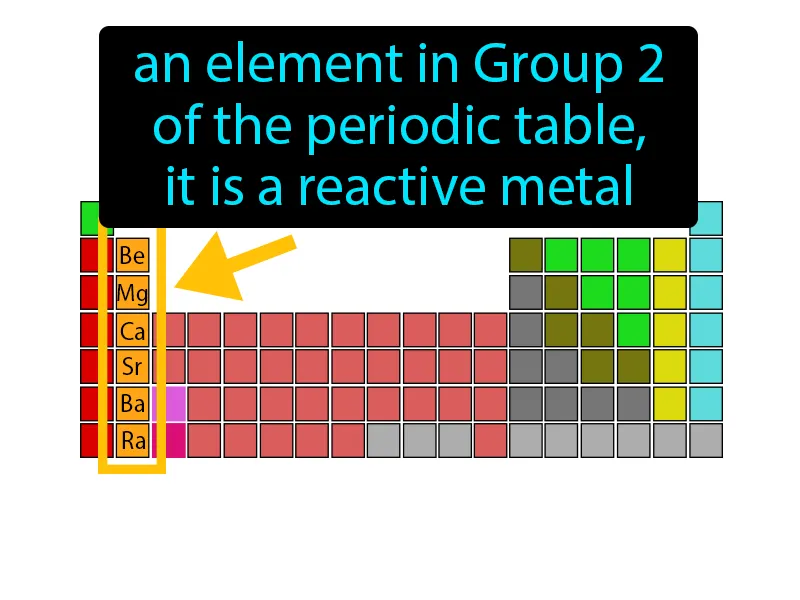 an element in Group 2
of the periodic table,
it is a reactive metal
Be
Mg
Ca
Sr
Ba
Ra